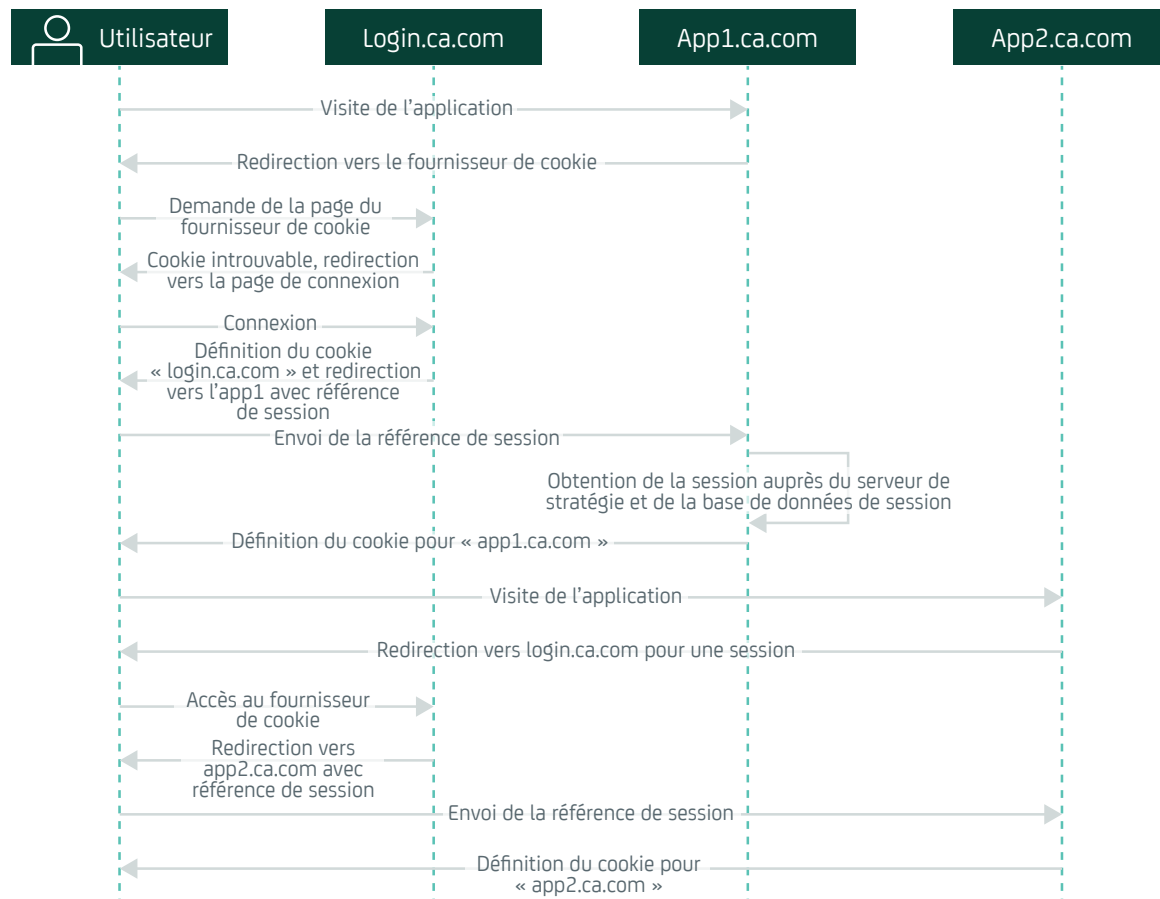 Utilisateur
Login.ca.com
App1.ca.com
App2.ca.com
Visite de l’application
Redirection vers le fournisseur de cookie
Demande de la page du
fournisseur de cookie
Cookie introuvable, redirection
vers la page de connexion
Connexion
Définition du cookie
« login.ca.com » et redirection
vers l’app1 avec référence
de session
Envoi de la référence de session
Obtention de la session auprès du serveur de
stratégie et de la base de données de session
Définition du cookie pour « app1.ca.com »
Visite de l’application
Redirection vers login.ca.com pour une session
Accès au fournisseur
de cookie
Redirection vers
app2.ca.com avec
référence de session
Envoi de la référence de session
Définition du cookie pour
« app2.ca.com »